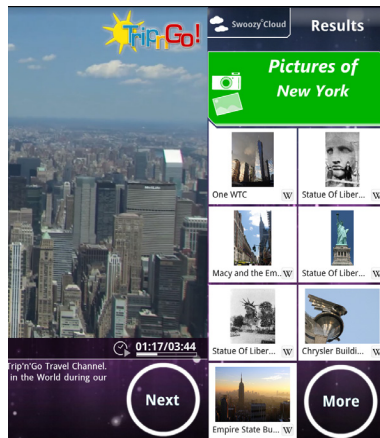 Trip'n'Go!
01:17/03:44
Trip'n'Go Travel Channel.
in the World during our
Next
Swoozy Cloud
Results
Pictures of
New York
One WTC W
Statue Of Liber... W
Macy and the Em.. W
Statue Of Liber... W
Statue Of Liber... W
Chrysler Buildi... W
Empire State Bu... W
More